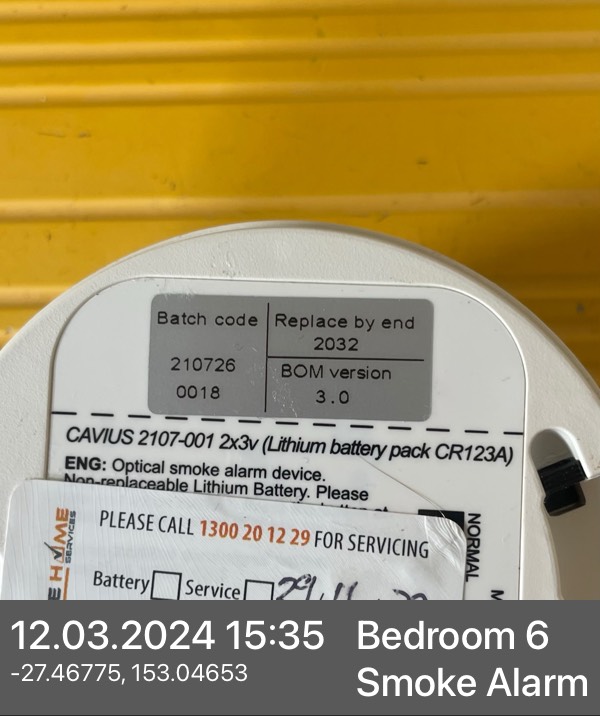 Batch code
210726
0018
Replace by end
2032
BOM version
3.0
CAVIUS 2107-001 2x3v (Lithium battery pack CR123A)
ENG: Optical smoke alarm device.
Non-replaceable Lithium Battery. Please
NORMAL
HOME
SERVICES
PLEASE CALL 1300 20 12 29 FOR SERVICING
Battery Service
12.03.2024 15:35
-27.46775, 153.04653
Bedroom 6
Smoke Alarm